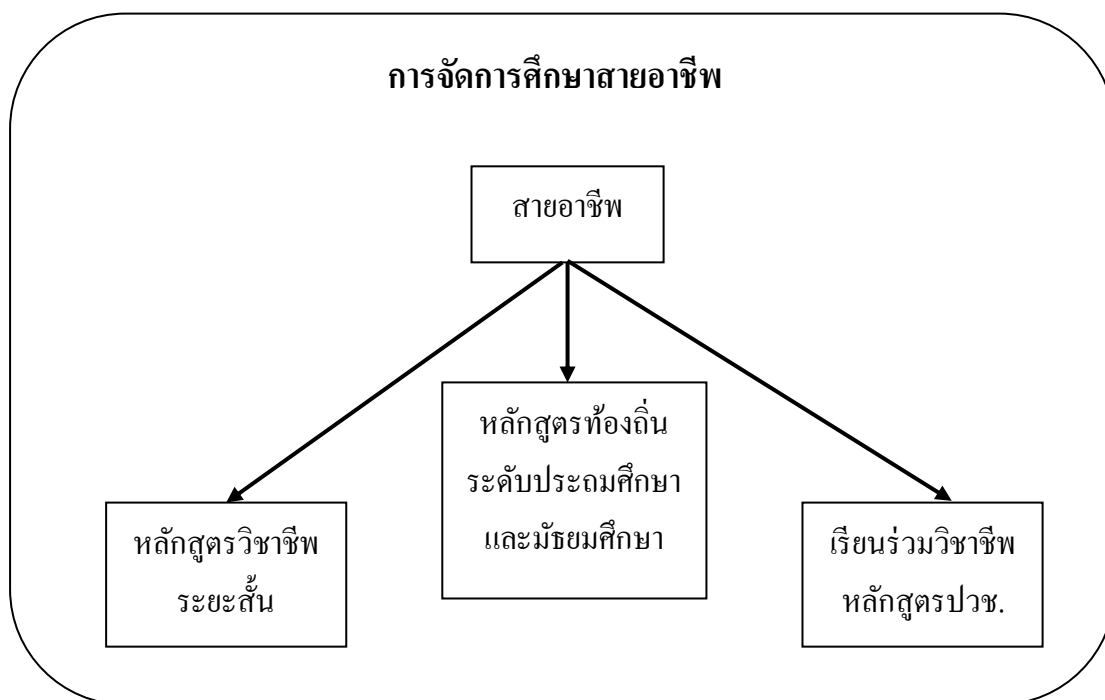 การจัดการศึกษาสายอาชีพ
สายอาชีพ
หลักสูตรท้องถิ่น
ระดับประถมศึกษา
และมัธยมศึกษา
หลักสูตรวิชาชีพ
ระยะสั้น
เรียนร่วมวิชาชีพ
หลักสูตรปวช.